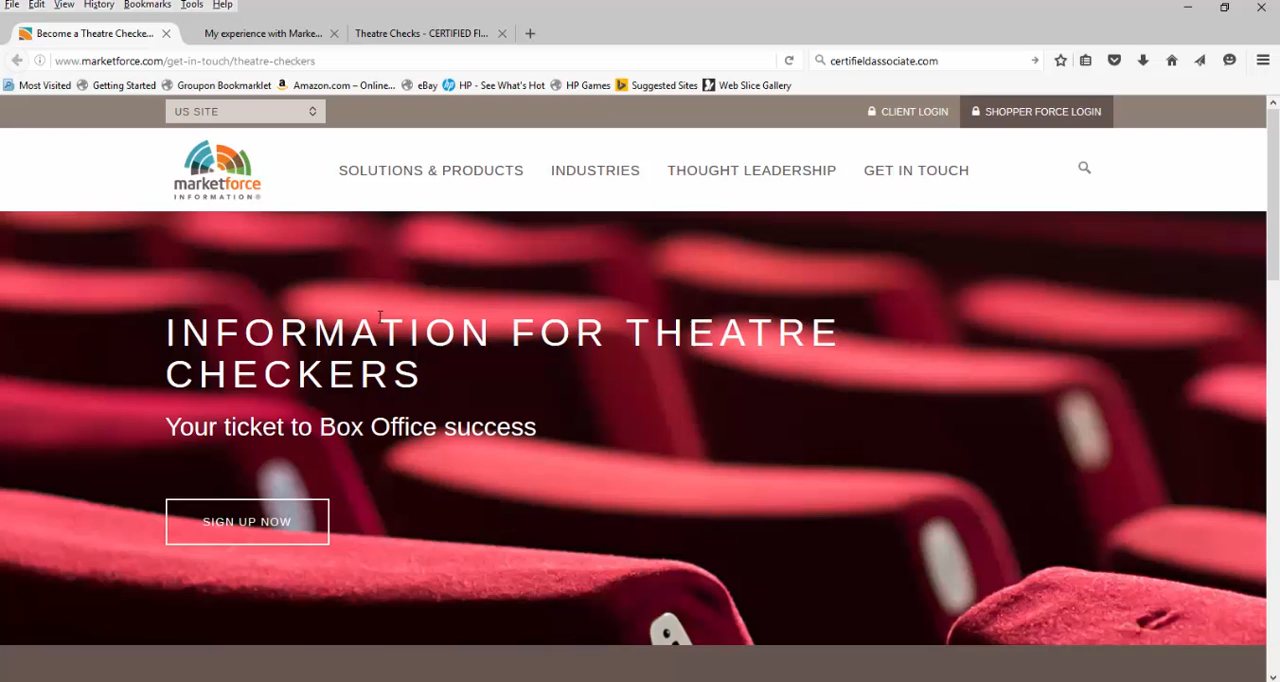 File Edit View History Bookmarks Tools Help
Become a Theatre Checke... My experience with Marke... Theatre Checks - CERTIFIED FI...
www.marketforce.com/get-in-touch/theatre-checkers certifieldassociate.com
Most Visited Getting Started Groupon Bookmarklet Amazon.com – Online... eBay HP - See What's Hot HP Games Suggested Sites Web Slice Gallery
US SITE CLIENT LOGIN SHOPPER FORCE LOGIN
marketforce
INFORMATION®
SOLUTIONS & PRODUCTS INDUSTRIES THOUGHT LEADERSHIP GET IN TOUCH
INFORMATION FOR THEATRE
CHECKERS
Your ticket to Box Office success
SIGN UP NOW